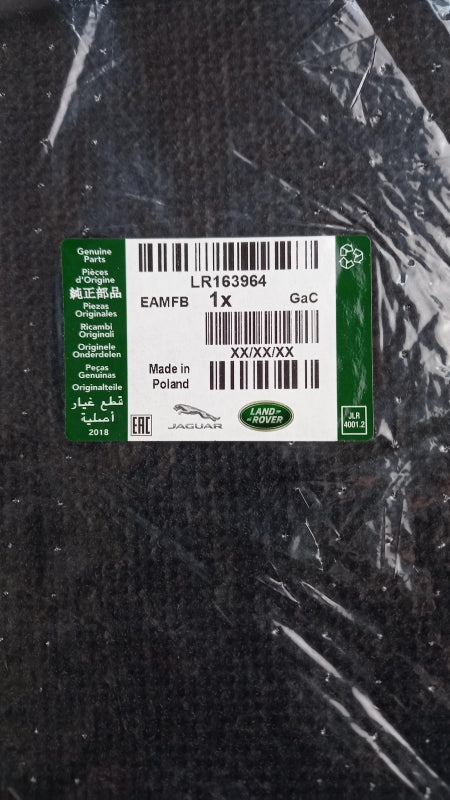 Genuine
Parts
Pièces
d'Origine
純正部品
Piezas
Originales
Ricambi
Originali
Originele
Onderdelen
Peças
Genuinas
Originalteile
قطع غيار
أصلية
2018
LR163964
EAMFB 1x GaC
XX/XX/XX
Made in
Poland
EAC
JAGUAR
LAND
ROVER
JLR
4001.2